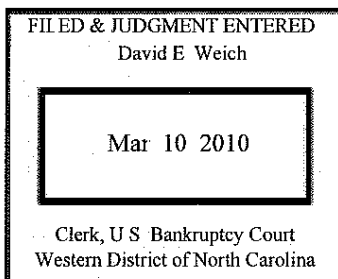 FILED & JUDGMENT ENTERED
David E Weich
Mar 10 2010
Clerk, U S Bankruptcy Court
Western District of North Carolina